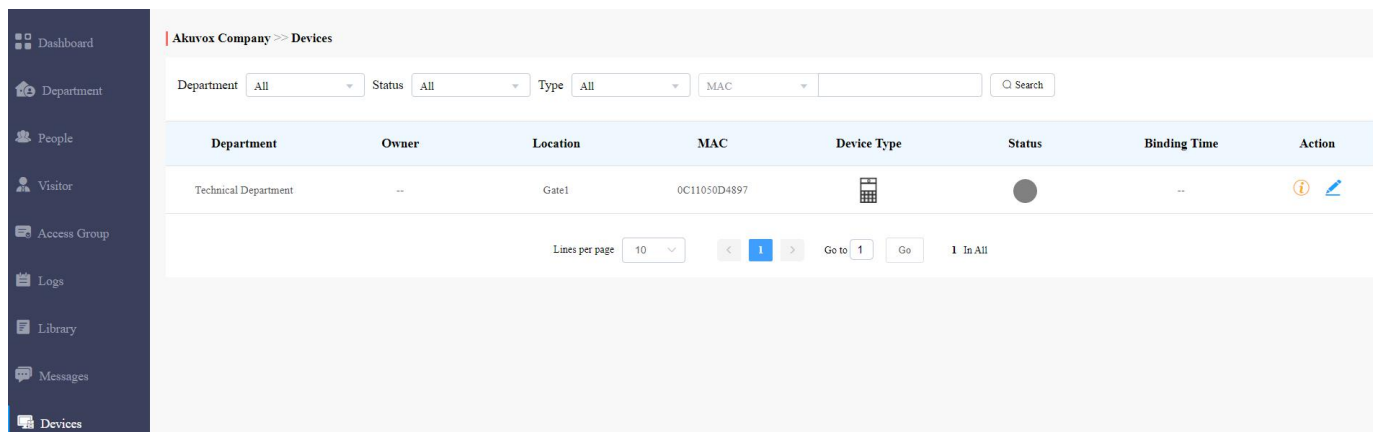 Dashboard
Department
People
Visitor
Access Group
Logs
Library
Messages
Devices
Akuvox Company >> Devices
Department All Status All Type All MAC Search
Department Owner Location MAC Device Type Status Binding Time Action
Technical Department -- Gate1 0C11050D4897 --
Lines per page 10 < 1 > Go to 1 Go 1 In All